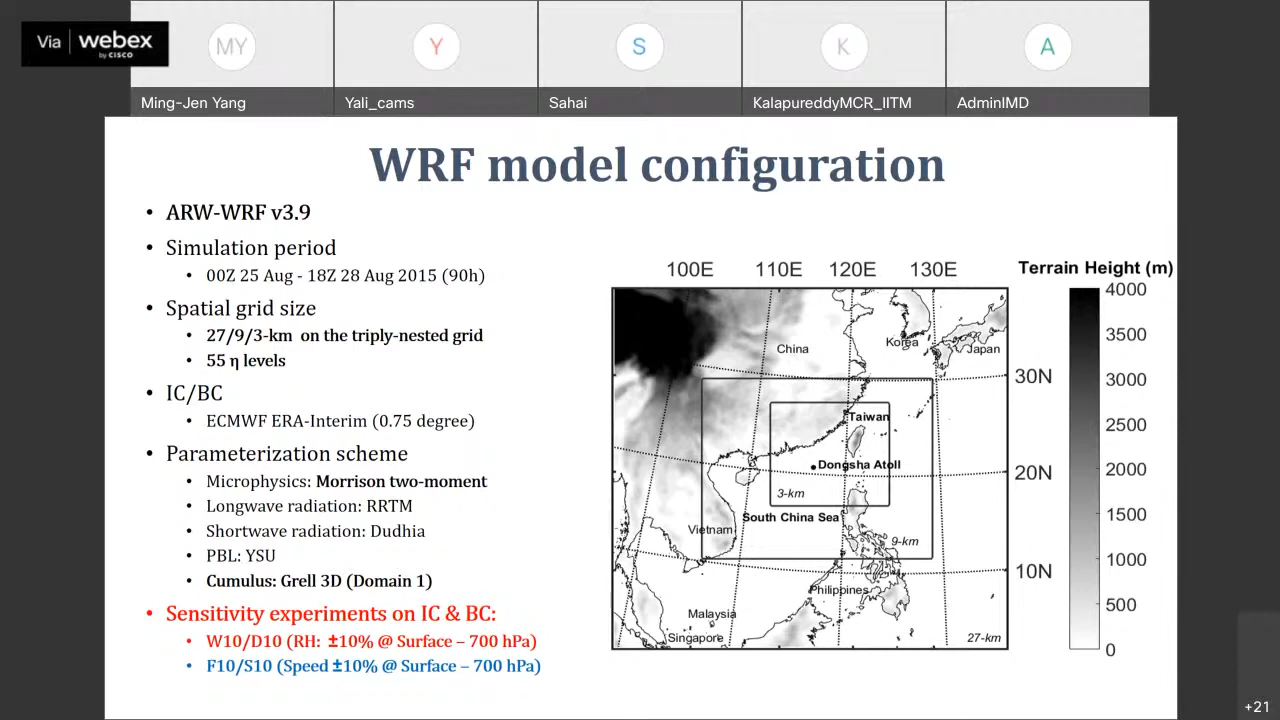 Via webex
by CISCO
MY
Y
S
K
A
Ming-Jen Yang
Yali_cams
Sahai
KalapureddyMCR_IITM
AdminIMD
WRF model configuration
• ARW-WRF v3.9
• Simulation period
• 00Z 25 Aug - 18Z 28 Aug 2015 (90h)
• Spatial grid size
• 27/9/3-km on the triply-nested grid
• 55 η levels
• IC/BC
• ECMWF ERA-Interim (0.75 degree)
• Parameterization scheme
• Microphysics: Morrison two-moment
• Longwave radiation: RRTM
• Shortwave radiation: Dudhia
• PBL: YSU
• Cumulus: Grell 3D (Domain 1)
• Sensitivity experiments on IC & BC:
• W10/D10 (RH: ±10% @ Surface – 700 hPa)
• F10/S10 (Speed ±10% @ Surface – 700 hPa)
100E 110E 120E 130E
Terrain Height (m)
China
Korea
Japan
30N
Taiwan
Dongsha Atoll
20N
3-km
South China Sea
Vietnam
9-km
10N
Philippines
Malaysia
Singapore
27-km
4000
3500
3000
2500
2000
1500
1000
500
0
+21